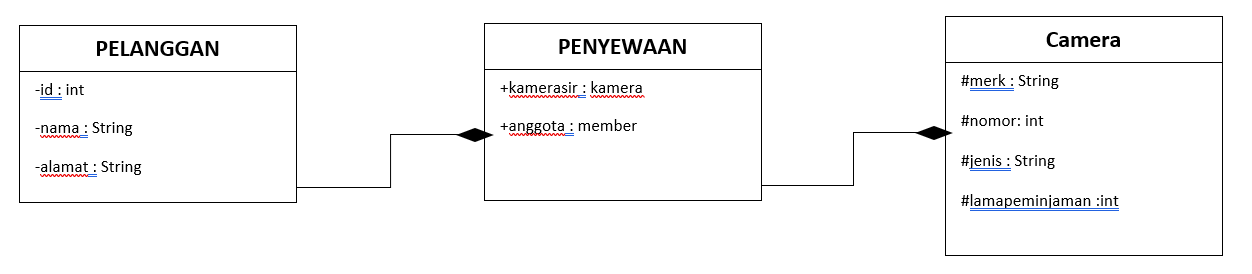 PELANGGAN
-id : int
-nama : String
-alamat : String
PENYEWAAN
+kamerasir : kamera
+anggota : member
Camera
#merk : String
#nomor: int
#jenis : String
#lamapeminjaman :int